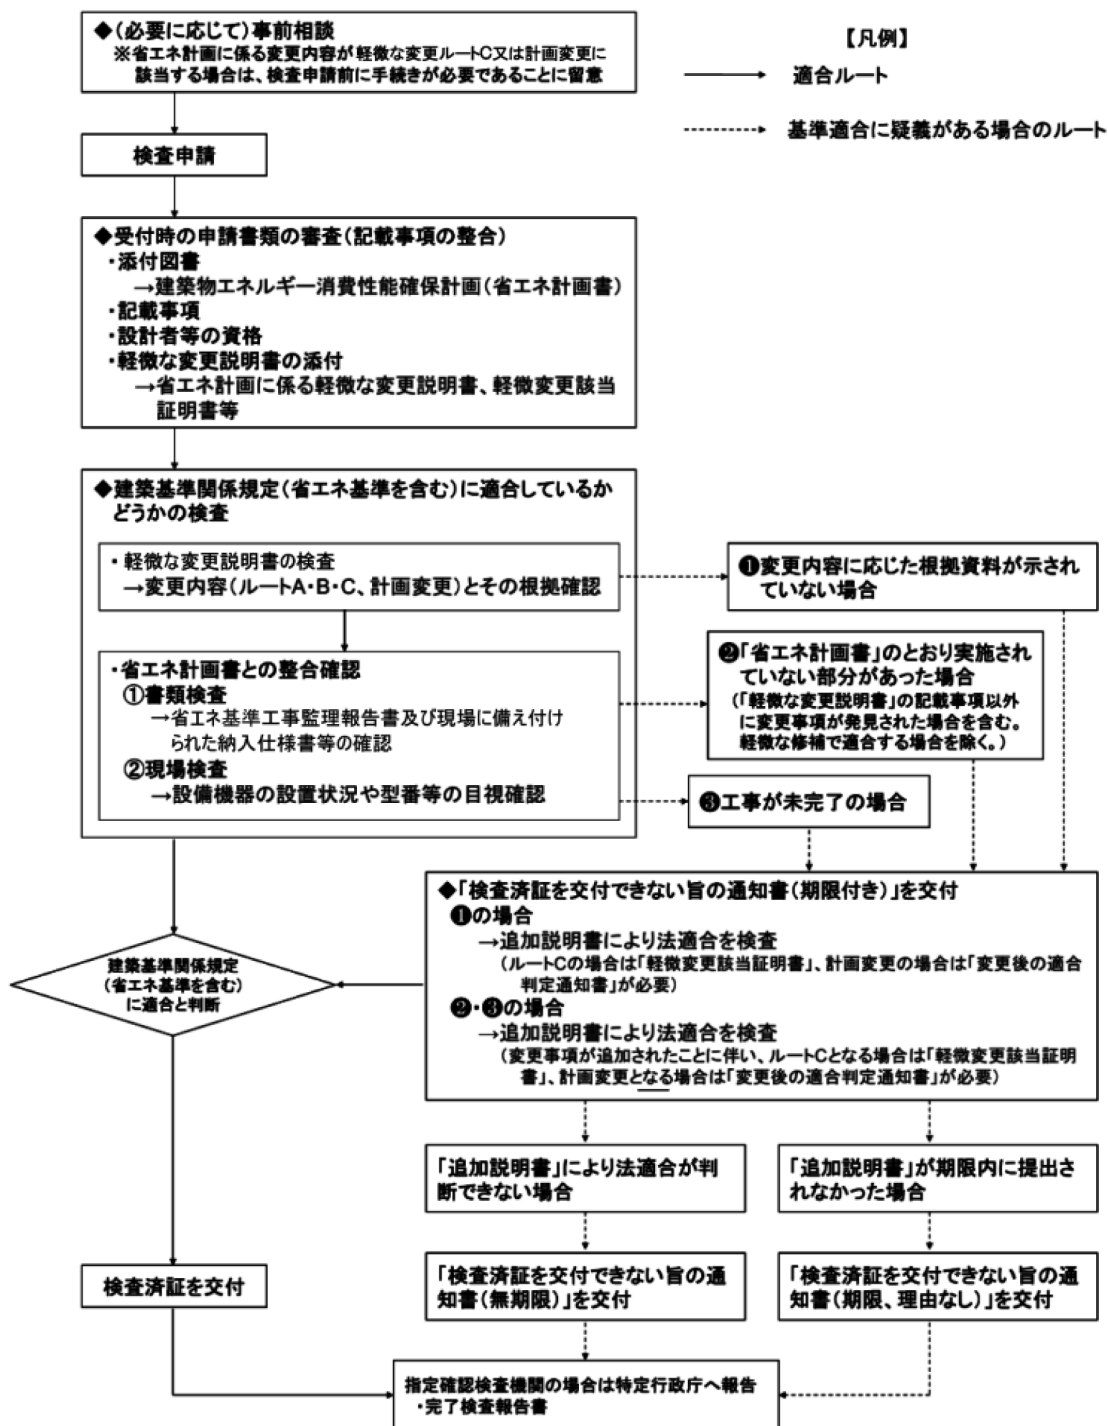 ◆(必要に応じて)事前相談
※省エネ計画に係る変更内容が軽微な変更ルートC又は計画変更に
該当する場合は、検査申請前に手続きが必要であることに留意
【凡例】
適合ルート
基準適合に疑義がある場合のルート
検査申請
◆受付時の申請書類の審査(記載事項の整合)
・添付図書
→建築物エネルギー消費性能確保計画(省エネ計画書)
・記載事項
・設計者等の資格
・軽微な変更説明書の添付
→省エネ計画に係る軽微な変更説明書、軽微変更該当
証明書等
◆建築基準関係規定(省エネ基準を含む)に適合しているか
どうかの検査
・軽微な変更説明書の検査
→変更内容(ルートA・B・C、計画変更)とその根拠確認
❶変更内容に応じた根拠資料が示され
ていない場合
・省エネ計画書との整合確認
①書類検査
→省エネ基準工事監理報告書及び現場に備え付け
られた納入仕様書等の確認
②現場検査
→設備機器の設置状況や型番等の目視確認
❷「省エネ計画書」のとおり実施され
ていない部分があった場合
(「軽微な変更説明書」の記載事項以外
に変更事項が発見された場合を含む。
軽微な修補で適合する場合を除く。)
❸工事が未完了の場合
◆「検査済証を交付できない旨の通知書(期限付き)」を交付
❶の場合
→追加説明書により法適合を検査
(ルートCの場合は「軽微変更該当証明書」、計画変更の場合は「変更後の適合
判定通知書」が必要)
❷・❸の場合
→追加説明書により法適合を検査
(変更事項が追加されたことに伴い、ルートCとなる場合は「軽微変更該当証明
書」、計画変更となる場合は「変更後の適合判定通知書」が必要)
建築基準関係規定
(省エネ基準を含む)
に適合と判断
「追加説明書」により法適合が判
断できない場合
「追加説明書」が期限内に提出さ
れなかった場合
検査済証を交付
「検査済証を交付できない旨の通
知書(無期限)」を交付
「検査済証を交付できない旨の通
知書(期限、理由なし)」を交付
指定確認検査機関の場合は特定行政庁へ報告
・完了検査報告書